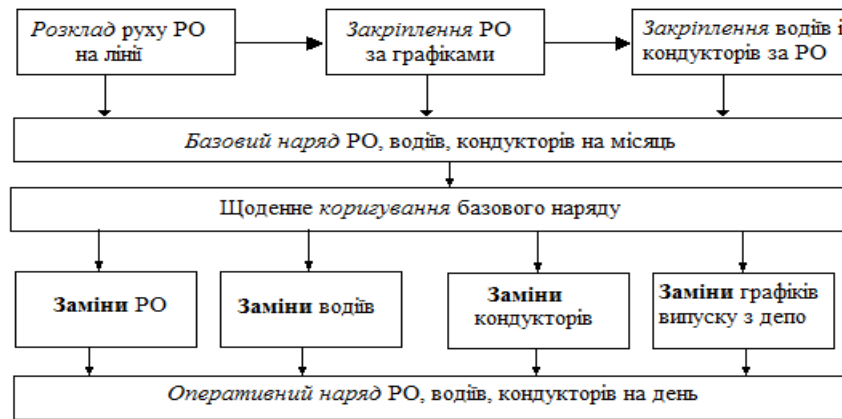 Розклад руху РО
на лінії
Закріплення РО
за графіками
Закріплення водіїв і
кондукторів за РО
Базовий наряд РО, водіїв, кондукторів на місяць
Щоденне коригування базового наряду
Заміни РО
Заміни водіїв
Заміни
кондукторів
Заміни графіків
випуску з депо
Оперативний наряд РО, водіїв, кондукторів на день